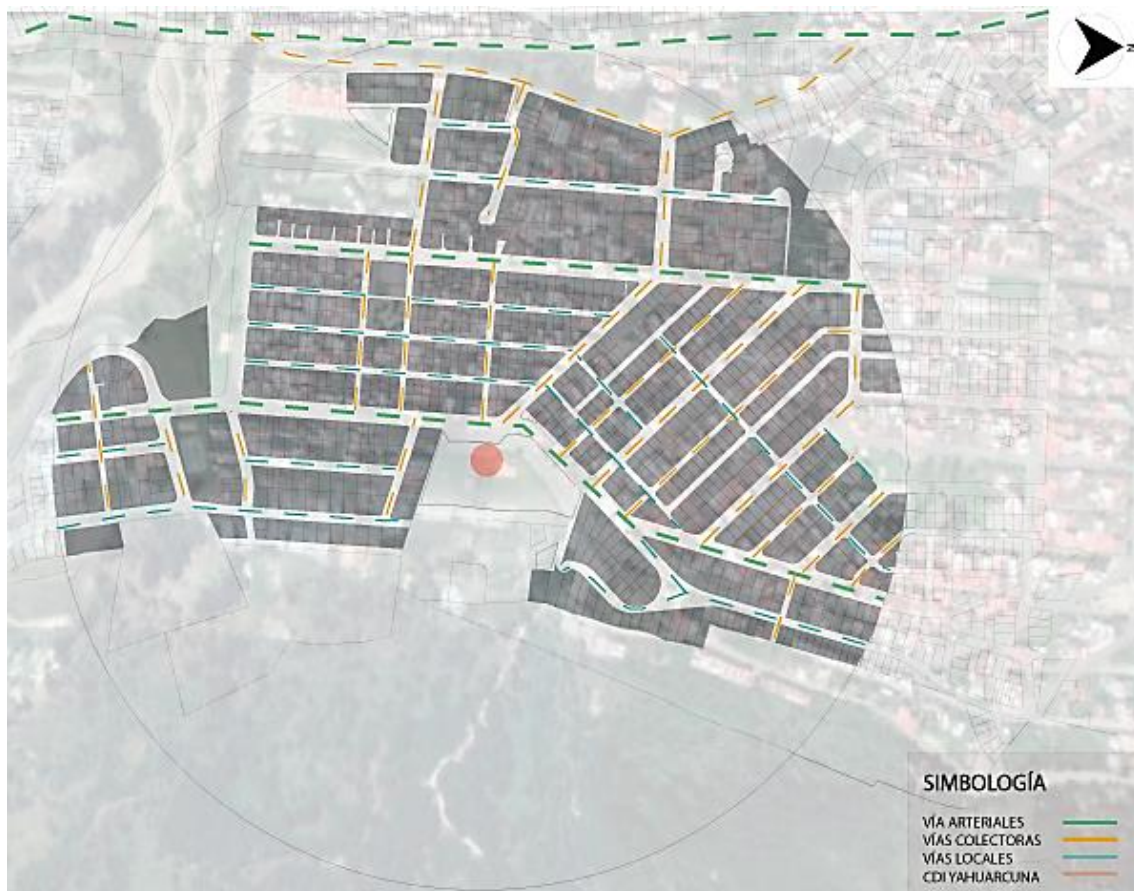 N
SIMBOLOGÍA
VÍA ARTERIALES
VÍAS COLECTORAS
VÍAS LOCALES
CDI YAHUARCUNA